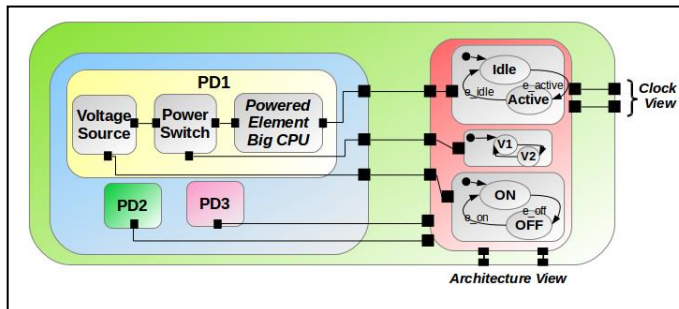 PD1
Voltage
Source
Power
Switch
Powered
Element
Big CPU
PD2
PD3
Idle
e_idle
e_active
Active
V1
V2
ON
e_on
e_off
OFF
Clock
View
Architecture View